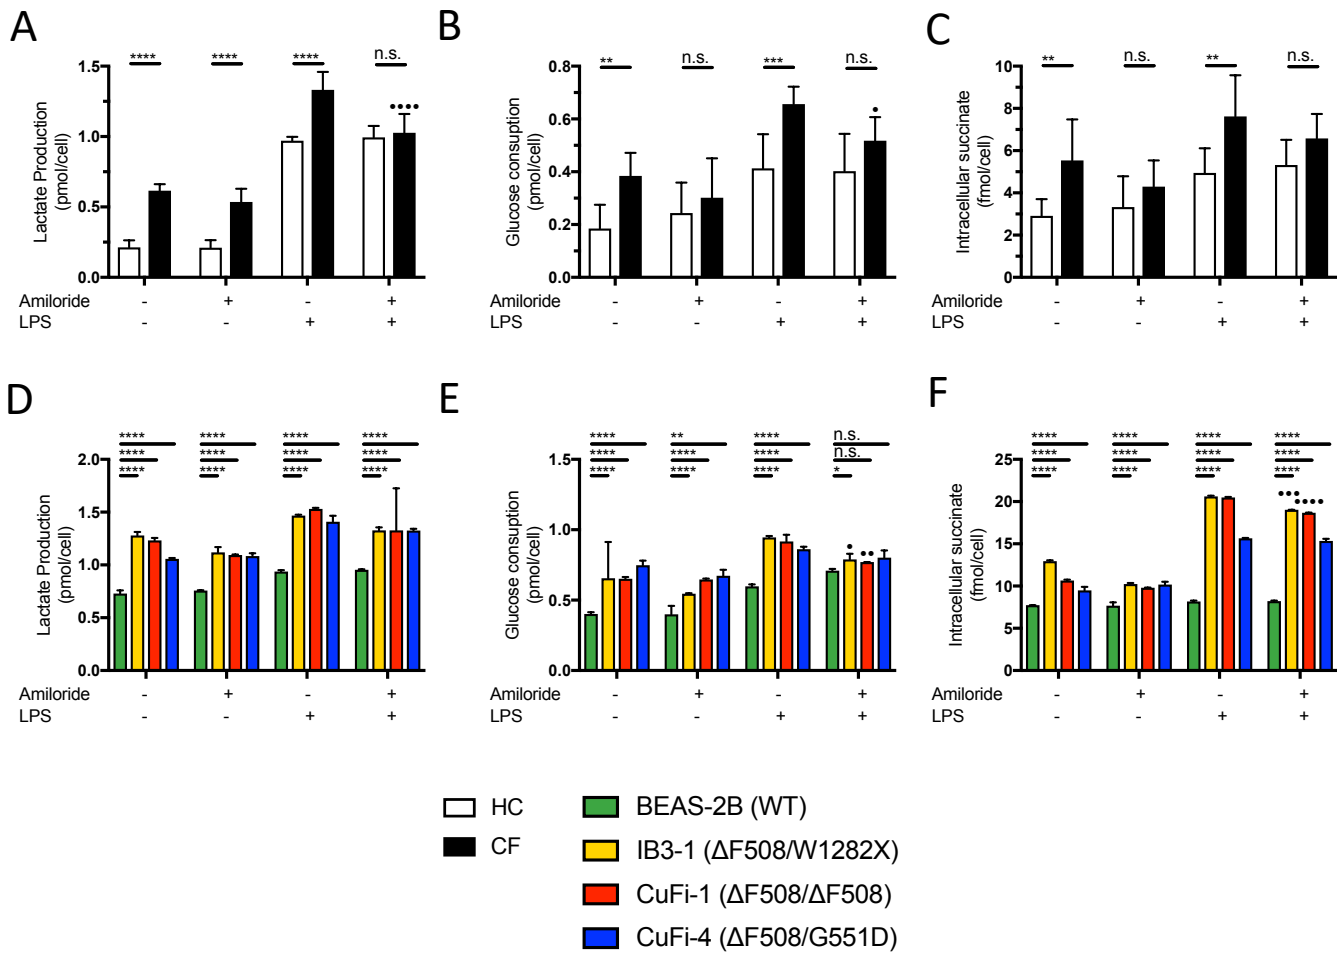 A
Lactate Production
(pmol/cell)
1.5
1.0
0.5
0.0
**** **** **** n.s.
••••
Amiloride - + - +
LPS - - + +
B
Glucose consuption
(pmol/cell)
0.8
0.6
0.4
0.2
0.0
** n.s. *** n.s.
•
- + - +
- - + +
C
Intracellular succinate
(fmol/cell)
10
8
6
4
2
0
** n.s. ** n.s.
- + - +
- - + +
D
Lactate Production
(pmol/cell)
2.0
1.5
1.0
0.5
0.0
**** **** **** ****
**** **** **** ****
**** **** **** ****
Amiloride - + - +
LPS - - + +
E
Glucose consuption
(pmol/cell)
1.5
1.0
0.5
0.0
**** ** **** n.s.
**** **** **** n.s.
**** **** **** *
• ••
Amiloride - + - +
LPS - - + +
F
Intracellular succinate
(fmol/cell)
25
20
15
10
5
0
**** **** **** ****
**** **** **** ****
**** **** **** ****
••• ••••
Amiloride - + - +
LPS - - + +
HC
CF
BEAS-2B (WT)
IB3-1 (ΔF508/W1282X)
CuFi-1 (ΔF508/ΔF508)
CuFi-4 (ΔF508/G551D)